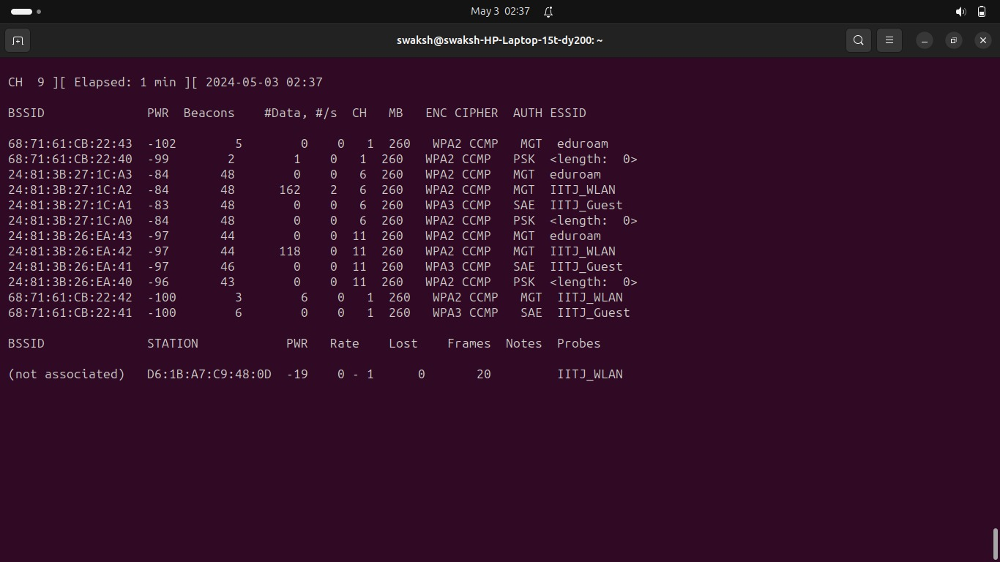 May 3 02:37
swaksh@swaksh-HP-Laptop-15t-dy200: ~
CH 9 ][ Elapsed: 1 min ][ 2024-05-03 02:37
BSSID PWR Beacons #Data, #/s CH MB ENC CIPHER AUTH ESSID
68:71:61:CB:22:43 -102 5 0 0 1 260 WPA2 CCMP MGT eduroam
68:71:61:CB:22:40 -99 2 1 0 1 260 WPA2 CCMP PSK <length: 0>
24:81:3B:27:1C:A3 -84 48 0 0 6 260 WPA2 CCMP MGT eduroam
24:81:3B:27:1C:A2 -84 48 162 2 6 260 WPA2 CCMP MGT IITJ_WLAN
24:81:3B:27:1C:A1 -83 48 0 0 6 260 WPA3 CCMP SAE IITJ_Guest
24:81:3B:27:1C:A0 -84 48 0 0 6 260 WPA2 CCMP PSK <length: 0>
24:81:3B:26:EA:43 -97 44 0 0 11 260 WPA2 CCMP MGT eduroam
24:81:3B:26:EA:42 -97 44 118 0 11 260 WPA2 CCMP MGT IITJ_WLAN
24:81:3B:26:EA:41 -97 46 0 0 11 260 WPA3 CCMP SAE IITJ_Guest
24:81:3B:26:EA:40 -96 43 0 0 11 260 WPA2 CCMP PSK <length: 0>
68:71:61:CB:22:42 -100 3 6 0 1 260 WPA2 CCMP MGT IITJ_WLAN
68:71:61:CB:22:41 -100 6 0 0 1 260 WPA3 CCMP SAE IITJ_Guest
BSSID STATION PWR Rate Lost Frames Notes Probes
(not associated) D6:1B:A7:C9:48:0D -19 0 - 1 0 20 IITJ_WLAN